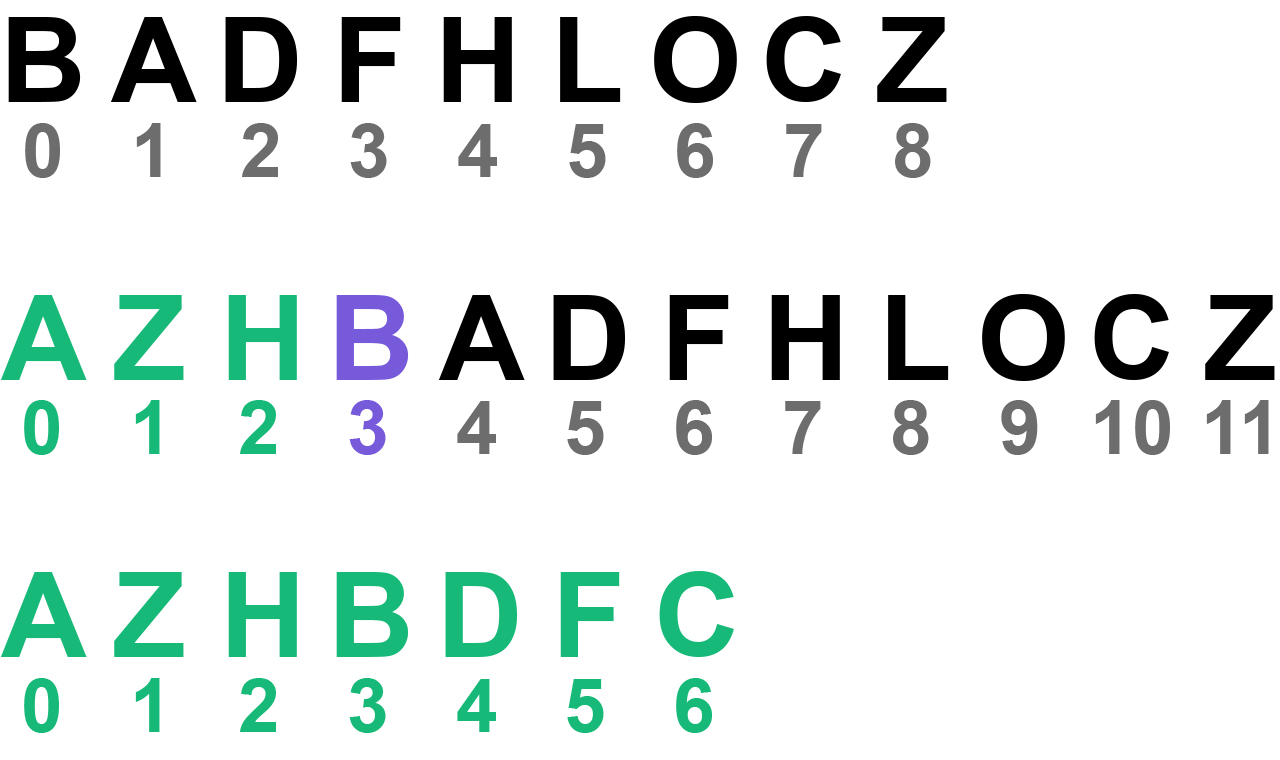 B A D F H L O C Z
0 1 2 3 4 5 6 7 8
A Z H B A D F H L O C Z
0 1 2 3 4 5 6 7 8 9 10 11
A Z H B D F C
0 1 2 3 4 5 6